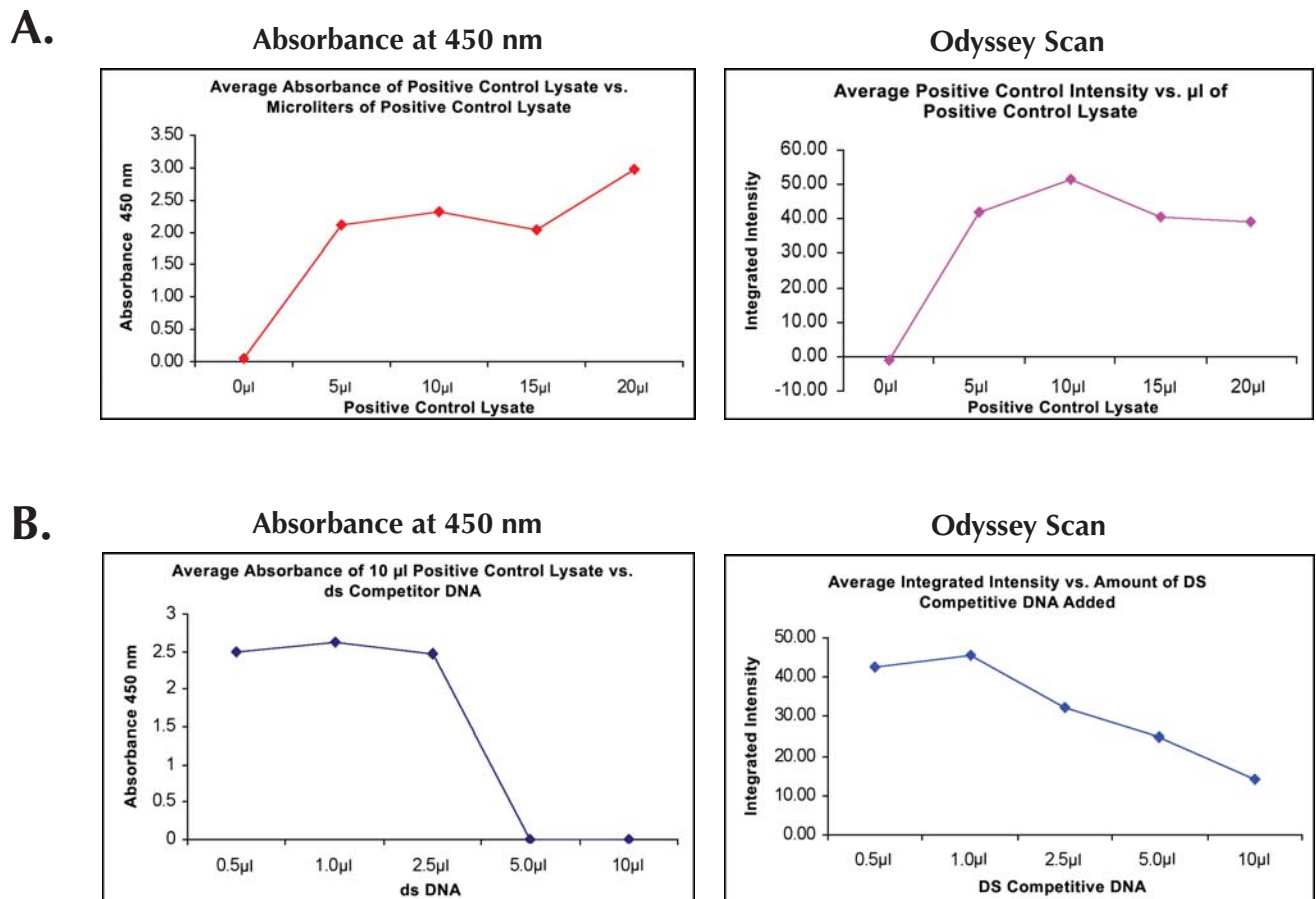 A.
Absorbance at 450 nm
Average Absorbance of Positive Control Lysate vs.
Microliters of Positive Control Lysate
Absorbance 450 nm
3.50
3.00
2.50
2.00
1.50
1.00
0.50
0.00
0µl 5µl 10µl 15µl 20µl
Positive Control Lysate
Odyssey Scan
Average Positive Control Intensity vs. µl of
Positive Control Lysate
Integrated Intensity
60.00
50.00
40.00
30.00
20.00
10.00
0.00
-10.00
0µl 5µl 10µl 15µl 20µl
Positive Control Lysate
B.
Absorbance at 450 nm
Average Absorbance of 10 µl Positive Control Lysate vs.
ds Competitor DNA
Absorbance 450 nm
3
2.5
2
1.5
1
0.5
0
0.5µl 1.0µl 2.5µl 5.0µl 10µl
ds DNA
Odyssey Scan
Average Integrated Intensity vs. Amount of DS
Competitive DNA Added
Integrated Intensity
50.00
40.00
30.00
20.00
10.00
0.00
0.5µl 1.0µl 2.5µl 5.0µl 10µl
DS Competitive DNA